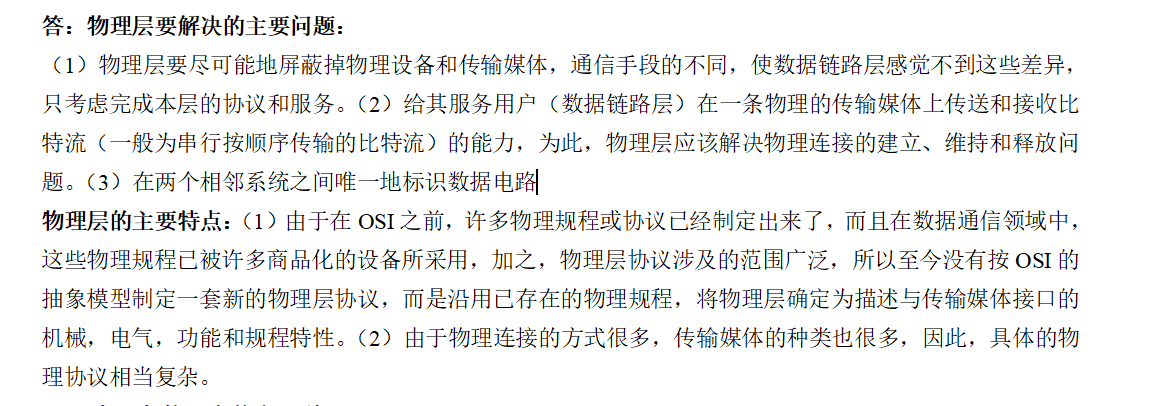 答：物理层要解决的主要问题：
（1）物理层要尽可能地屏蔽掉物理设备和传输媒体，通信手段的不同，使数据链路层感觉不到这些差异，
只考虑完成本层的协议和服务。（2）给其服务用户（数据链路层）在一条物理的传输媒体上传送和接收比
特流（一般为串行按顺序传输的比特流）的能力，为此，物理层应该解决物理连接的建立、维持和释放问
题。（3）在两个相邻系统之间唯一地标识数据电路
物理层的主要特点：（1）由于在 OSI 之前，许多物理规程或协议已经制定出来了，而且在数据通信领域中，
这些物理规程已被许多商品化的设备所采用，加之，物理层协议涉及的范围广泛，所以至今没有按 OSI 的
抽象模型制定一套新的物理层协议，而是沿用已存在的物理规程，将物理层确定为描述与传输媒体接口的
机械，电气，功能和规程特性。（2）由于物理连接的方式很多，传输媒体的种类也很多，因此，具体的物
理协议相当复杂。